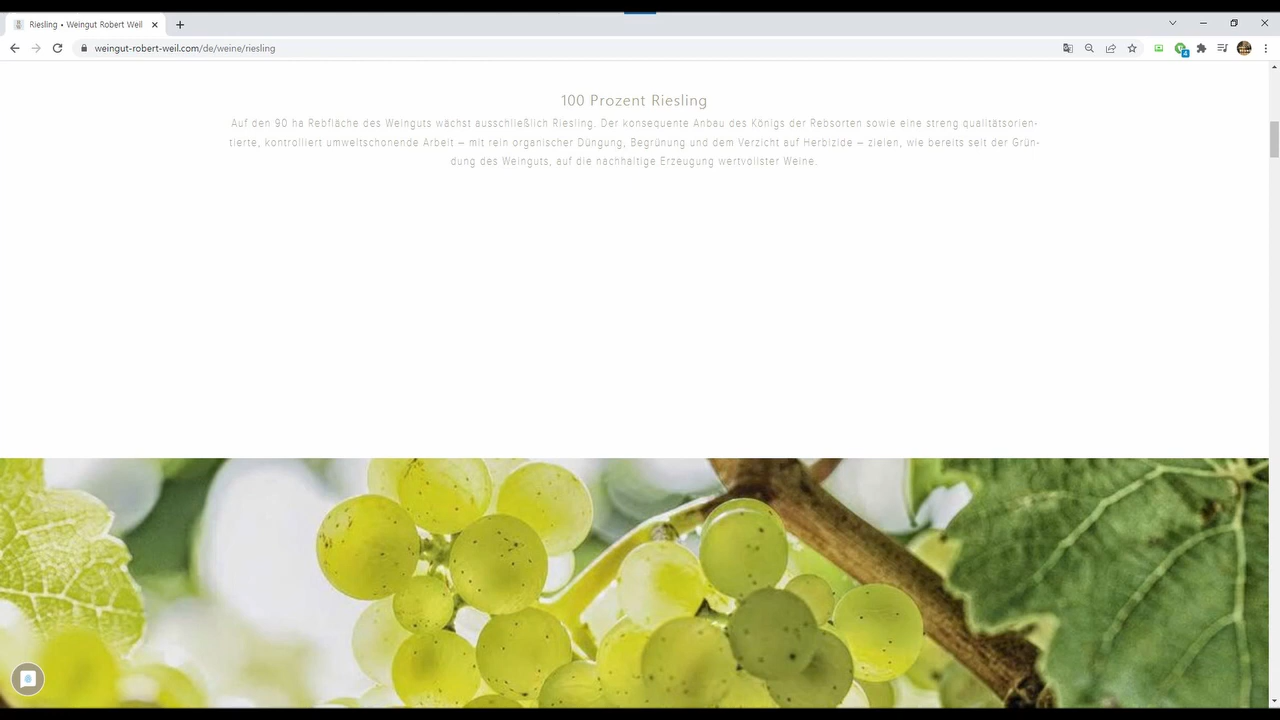 Riesling • Weingut Robert Weil
weingut-robert-weil.com/de/weine/riesling
4
100 Prozent Riesling
Auf den 90 ha Rebfläche des Weinguts wächst ausschließlich Riesling. Der konsequente Anbau des Königs der Rebsorten sowie eine streng qualitätsorien-
tierte, kontrolliert umweltschonende Arbeit – mit rein organischer Düngung, Begrünung und dem Verzicht auf Herbizide – zielen, wie bereits seit der Grün-
dung des Weinguts, auf die nachhaltige Erzeugung wertvollster Weine.